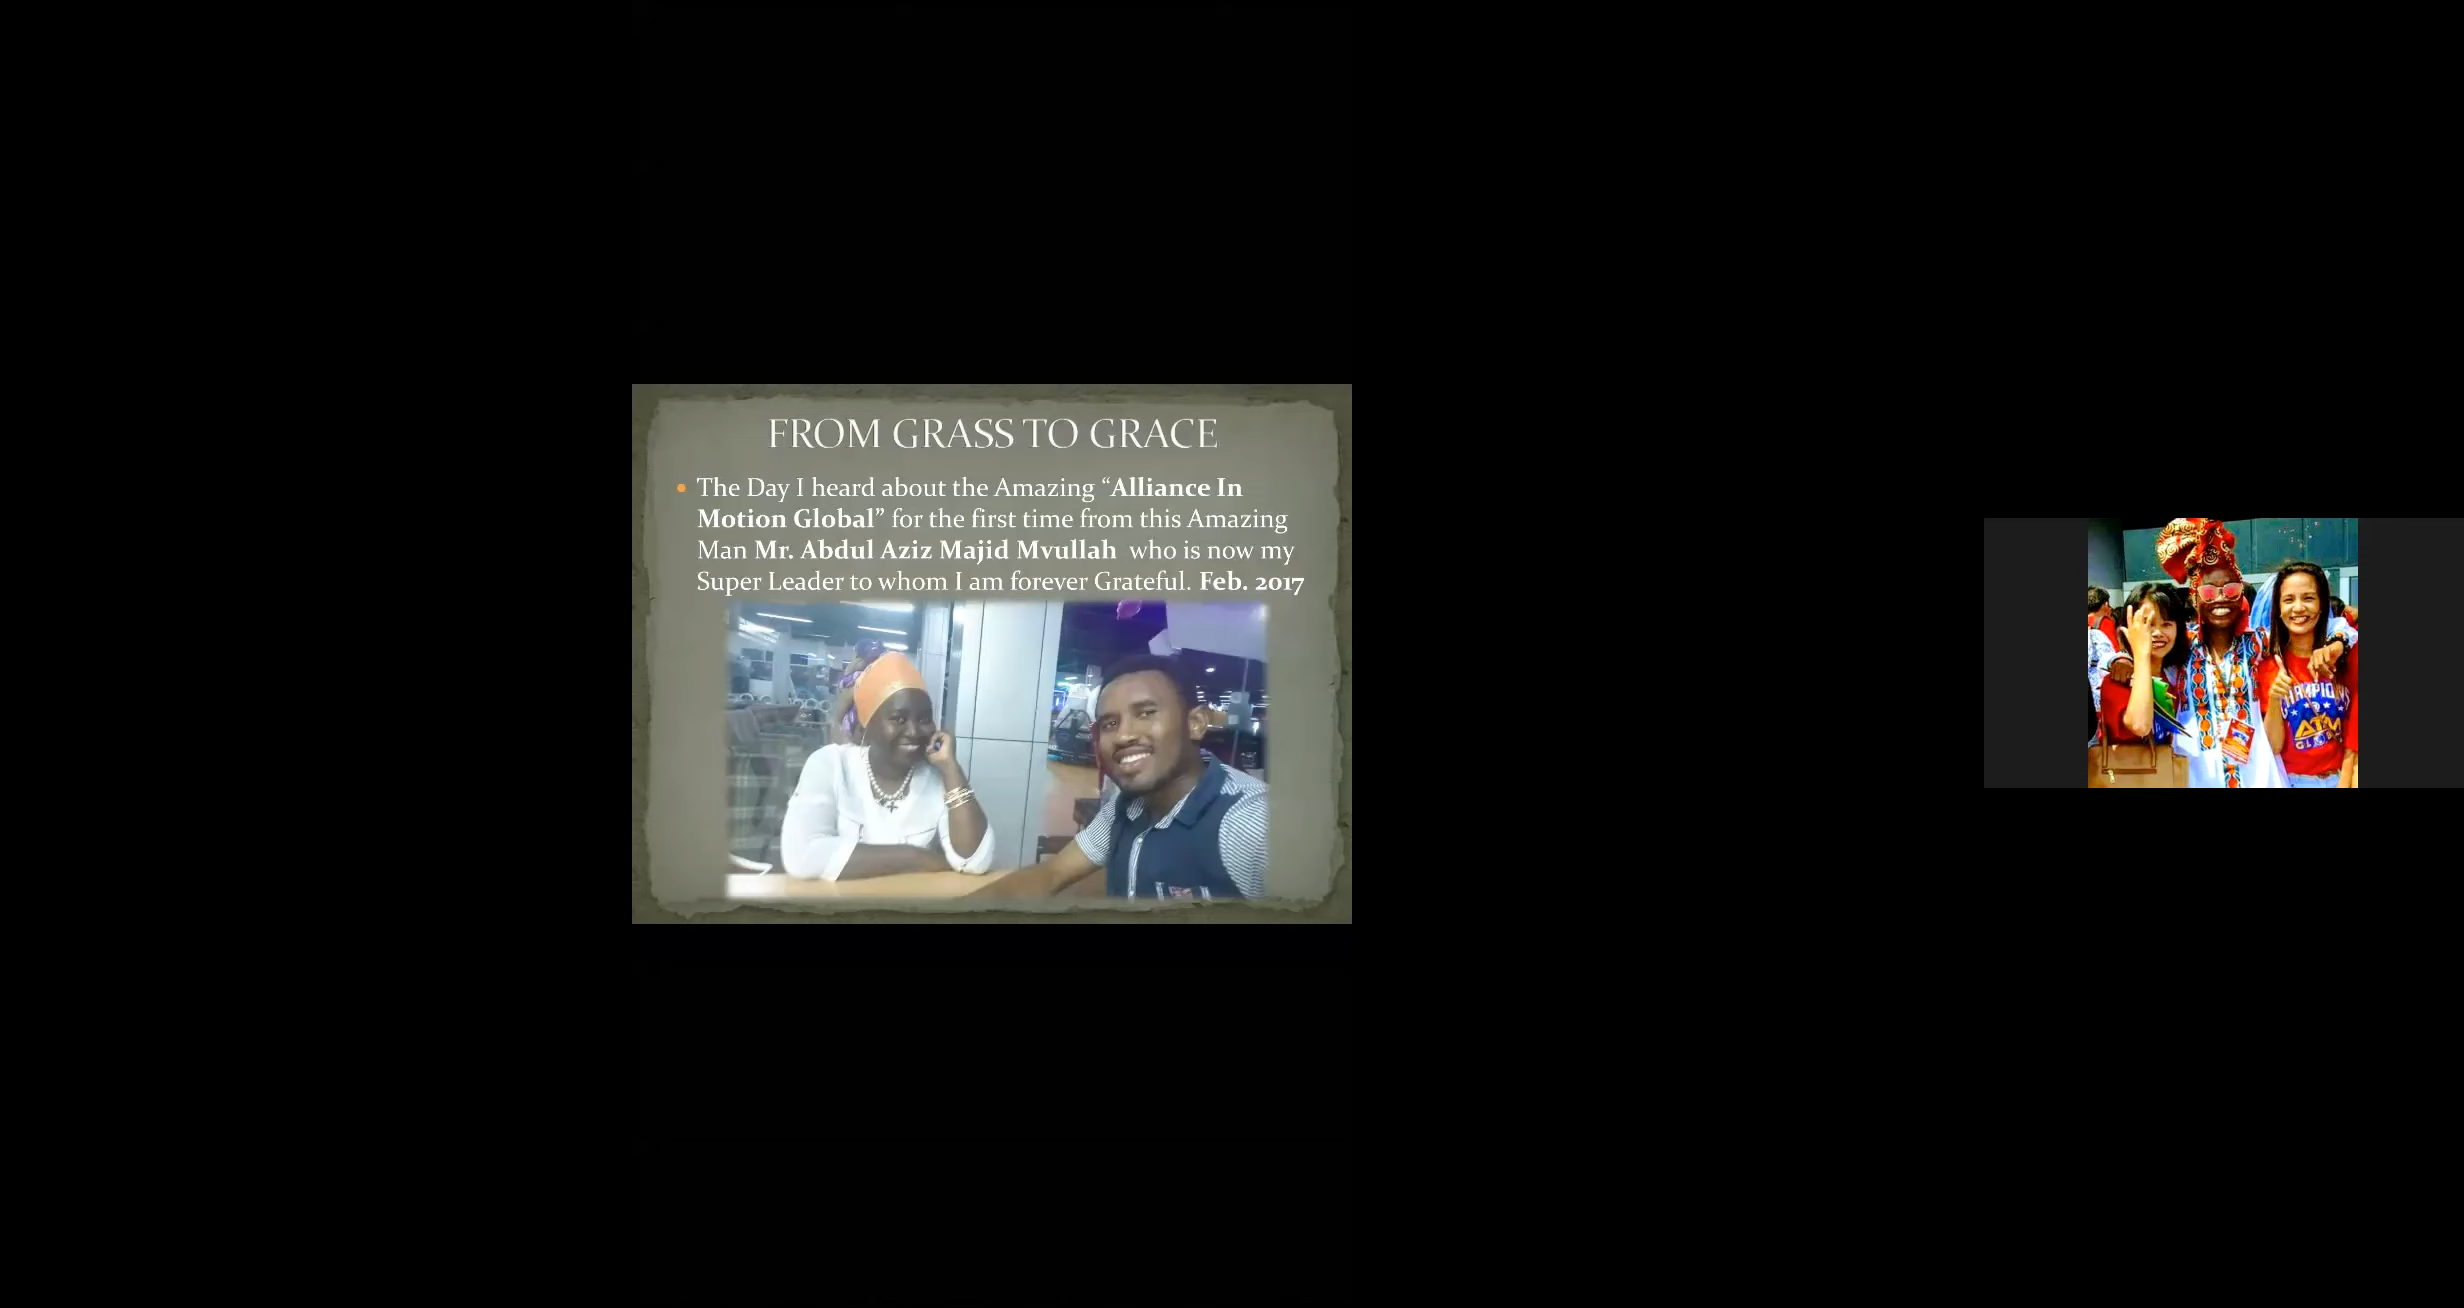 FROM GRASS TO GRACE
• The Day I heard about the Amazing “Alliance In
Motion Global” for the first time from this Amazing
Man Mr. Abdul Aziz Majid Mvullah who is now my
Super Leader to whom I am forever Grateful. Feb. 2017
AIM